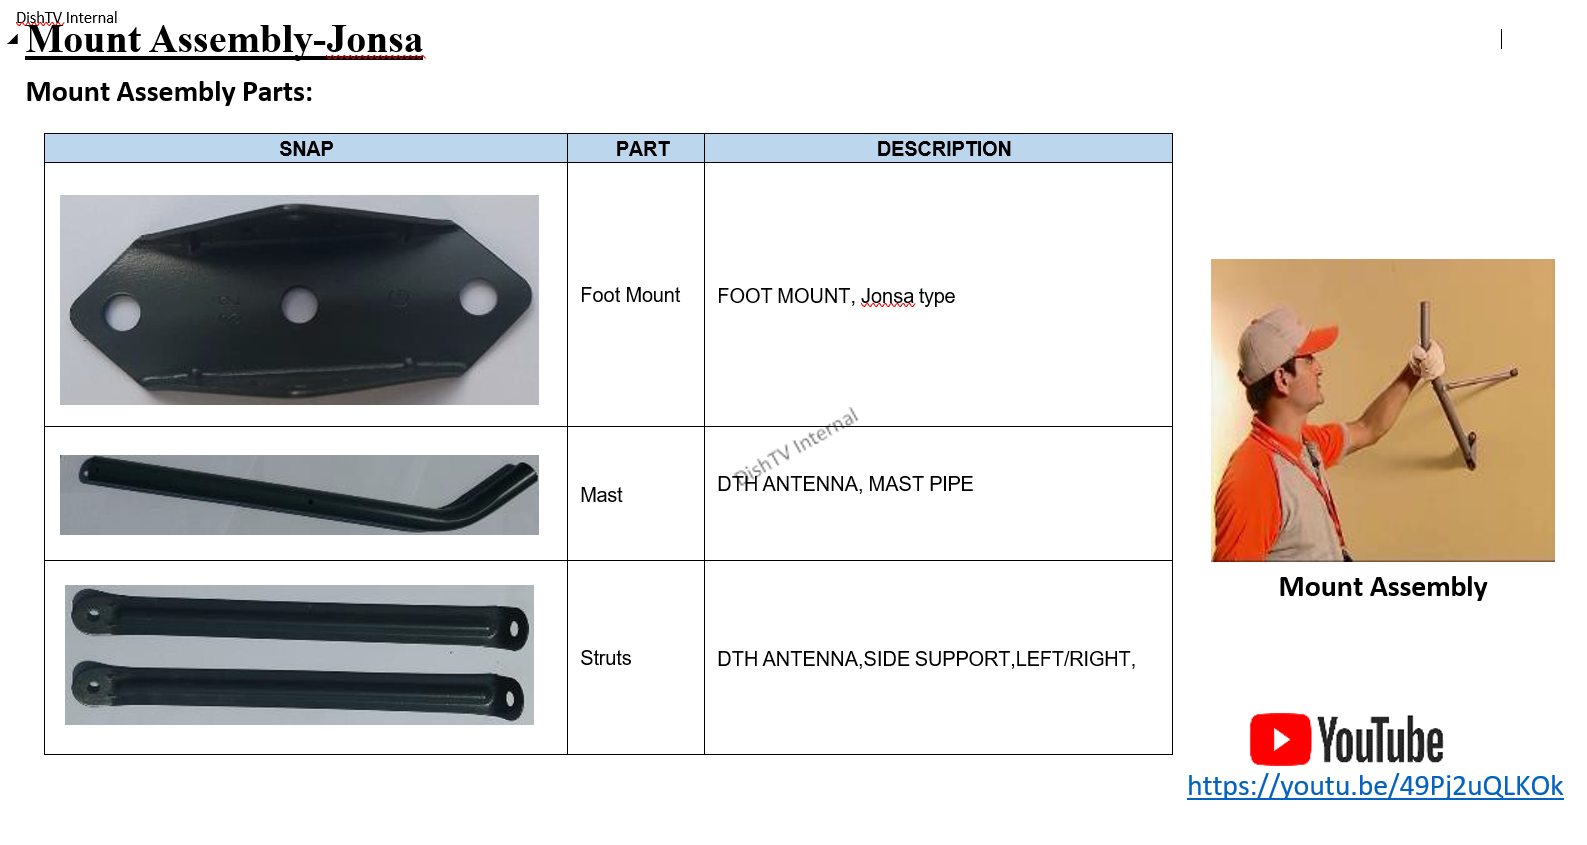 DishTV Internal
Mount Assembly-Jonsa
Mount Assembly Parts:
SNAP PART DESCRIPTION
Foot Mount FOOT MOUNT, Jonsa type
DishTV Internal
Mast DTH ANTENNA, MAST PIPE
Struts DTH ANTENNA,SIDE SUPPORT,LEFT/RIGHT,
Mount Assembly
YouTube
https://youtu.be/49Pj2uQLKOk